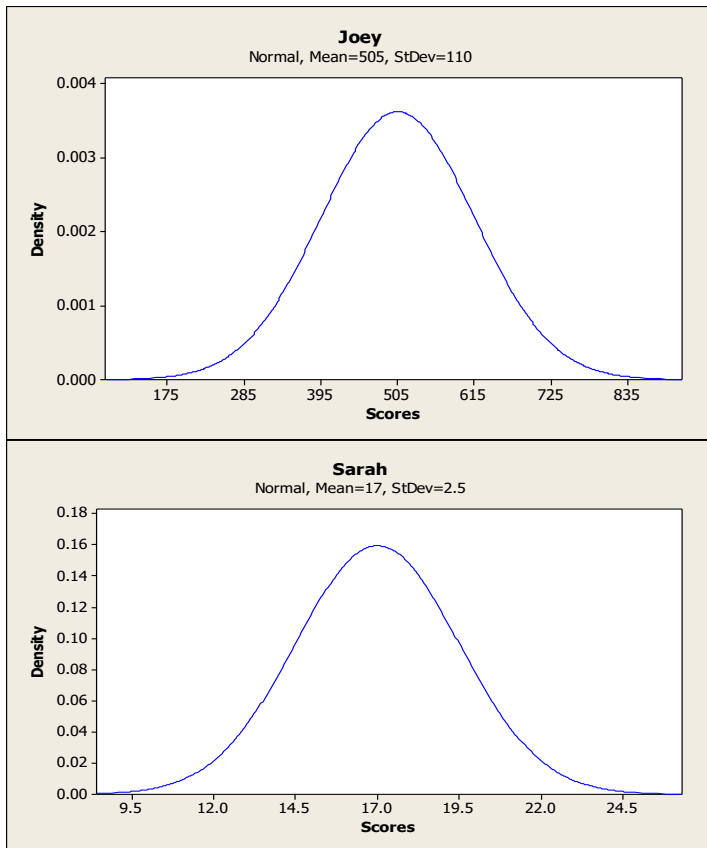 Joey
Normal, Mean=505, StDev=110
0.004
0.003
Density
0.002
0.001
0.000
175 285 395 505 615 725 835
Scores
Sarah
Normal, Mean=17, StDev=2.5
0.18
0.16
0.14
0.12
Density
0.10
0.08
0.06
0.04
0.02
0.00
9.5 12.0 14.5 17.0 19.5 22.0 24.5
Scores